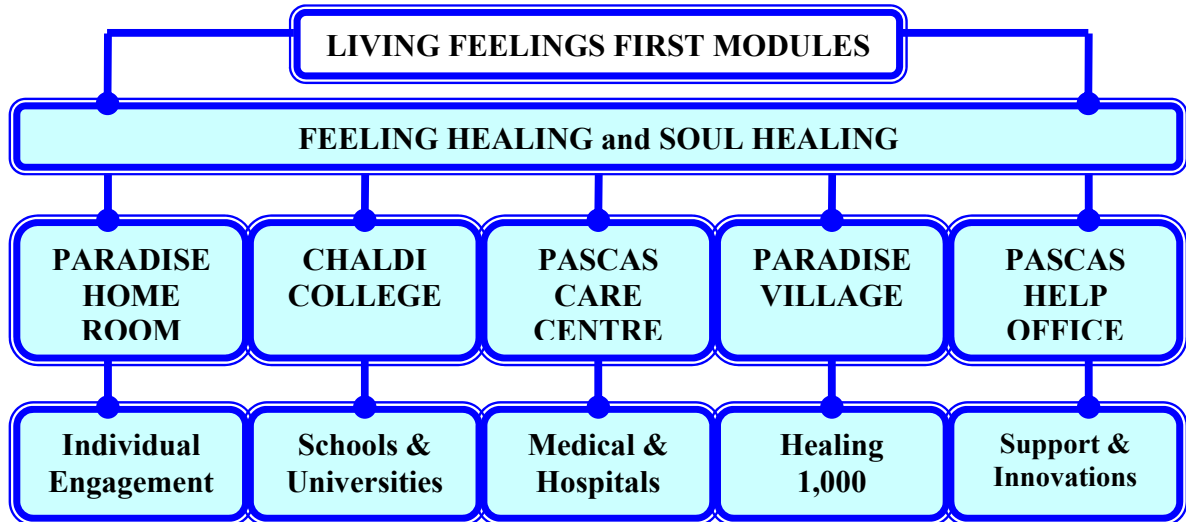 LIVING FEELINGS FIRST MODULES
FEELING HEALING and SOUL HEALING
PARADISE
HOME
ROOM
CHALDI
COLLEGE
PASCAS
CARE
CENTRE
PARADISE
VILLAGE
PASCAS
HELP
OFFICE
Individual
Engagement
Schools &
Universities
Medical &
Hospitals
Healing
1,000
Support &
Innovations